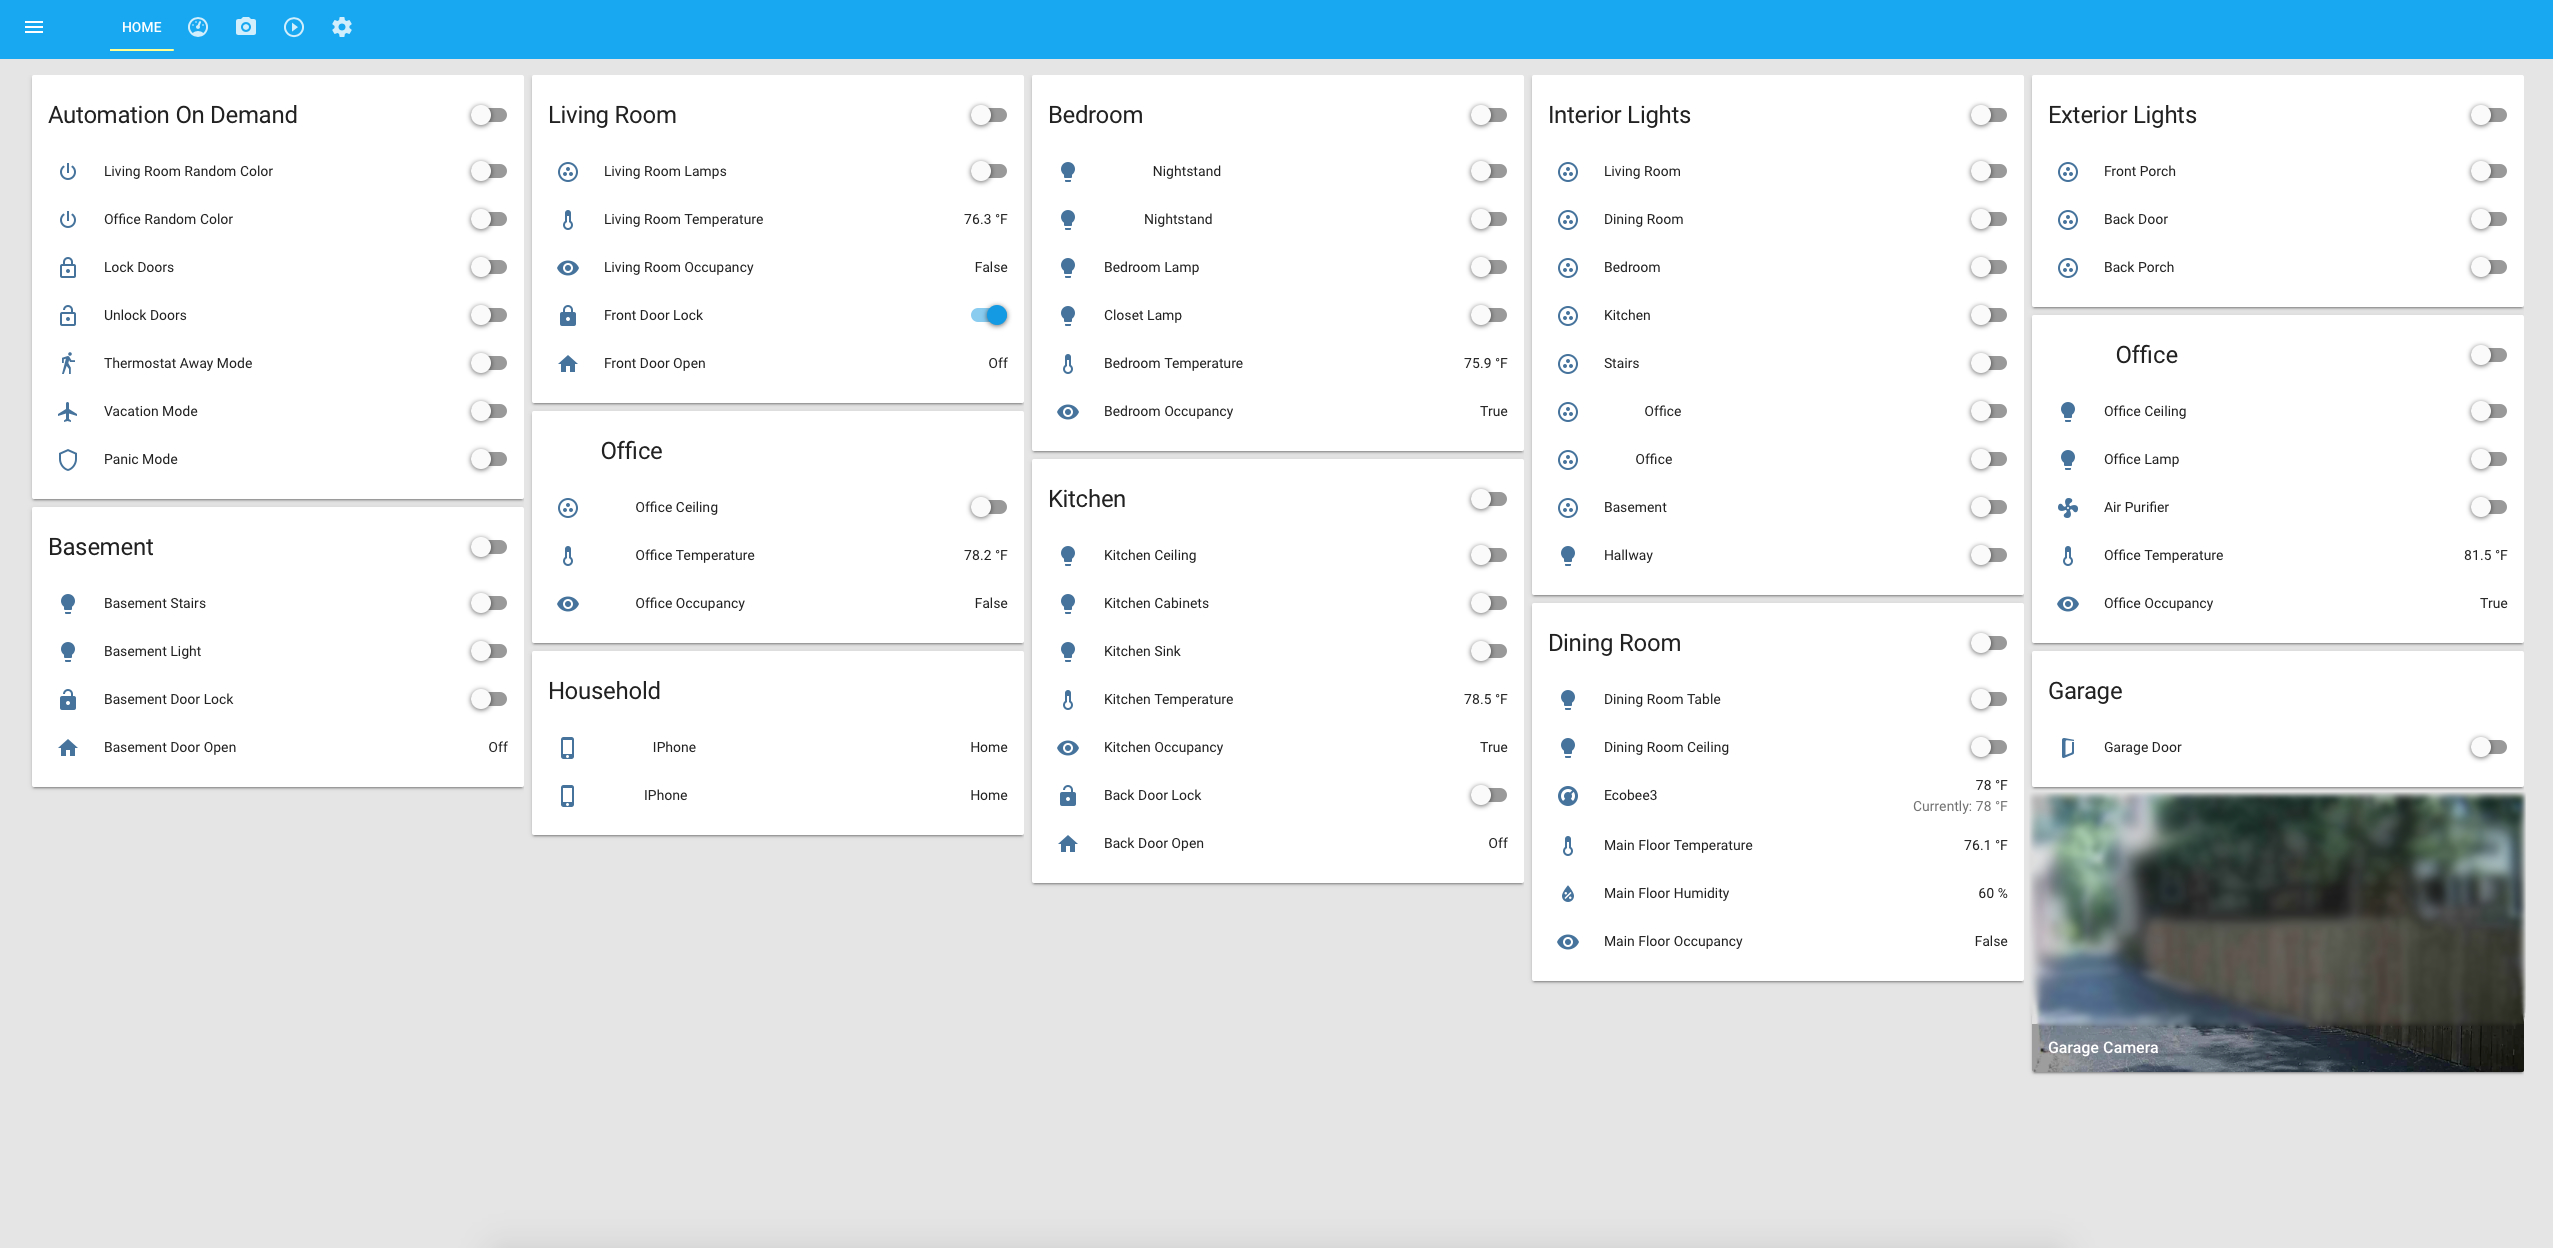 HOME
Automation On Demand
Living Room Random Color
Office Random Color
Lock Doors
Unlock Doors
Thermostat Away Mode
Vacation Mode
Panic Mode
Basement
Basement Stairs
Basement Light
Basement Door Lock
Basement Door Open Off
Living Room
Living Room Lamps
Living Room Temperature 76.3 °F
Living Room Occupancy False
Front Door Lock
Front Door Open Off
Office
Office Ceiling
Office Temperature 78.2 °F
Office Occupancy False
Household
IPhone Home
IPhone Home
Bedroom
Nightstand
Nightstand
Bedroom Lamp
Closet Lamp
Bedroom Temperature 75.9 °F
Bedroom Occupancy True
Kitchen
Kitchen Ceiling
Kitchen Cabinets
Kitchen Sink
Kitchen Temperature 78.5 °F
Kitchen Occupancy True
Back Door Lock
Back Door Open Off
Interior Lights
Living Room
Dining Room
Bedroom
Kitchen
Stairs
Office
Office
Basement
Hallway
Dining Room
Dining Room Table
Dining Room Ceiling
Ecobee3 78 °F
Currently: 78 °F
Main Floor Temperature 76.1 °F
Main Floor Humidity 60 %
Main Floor Occupancy False
Exterior Lights
Front Porch
Back Door
Back Porch
Office
Office Ceiling
Office Lamp
Air Purifier
Office Temperature 81.5 °F
Office Occupancy True
Garage
Garage Door
Garage Camera